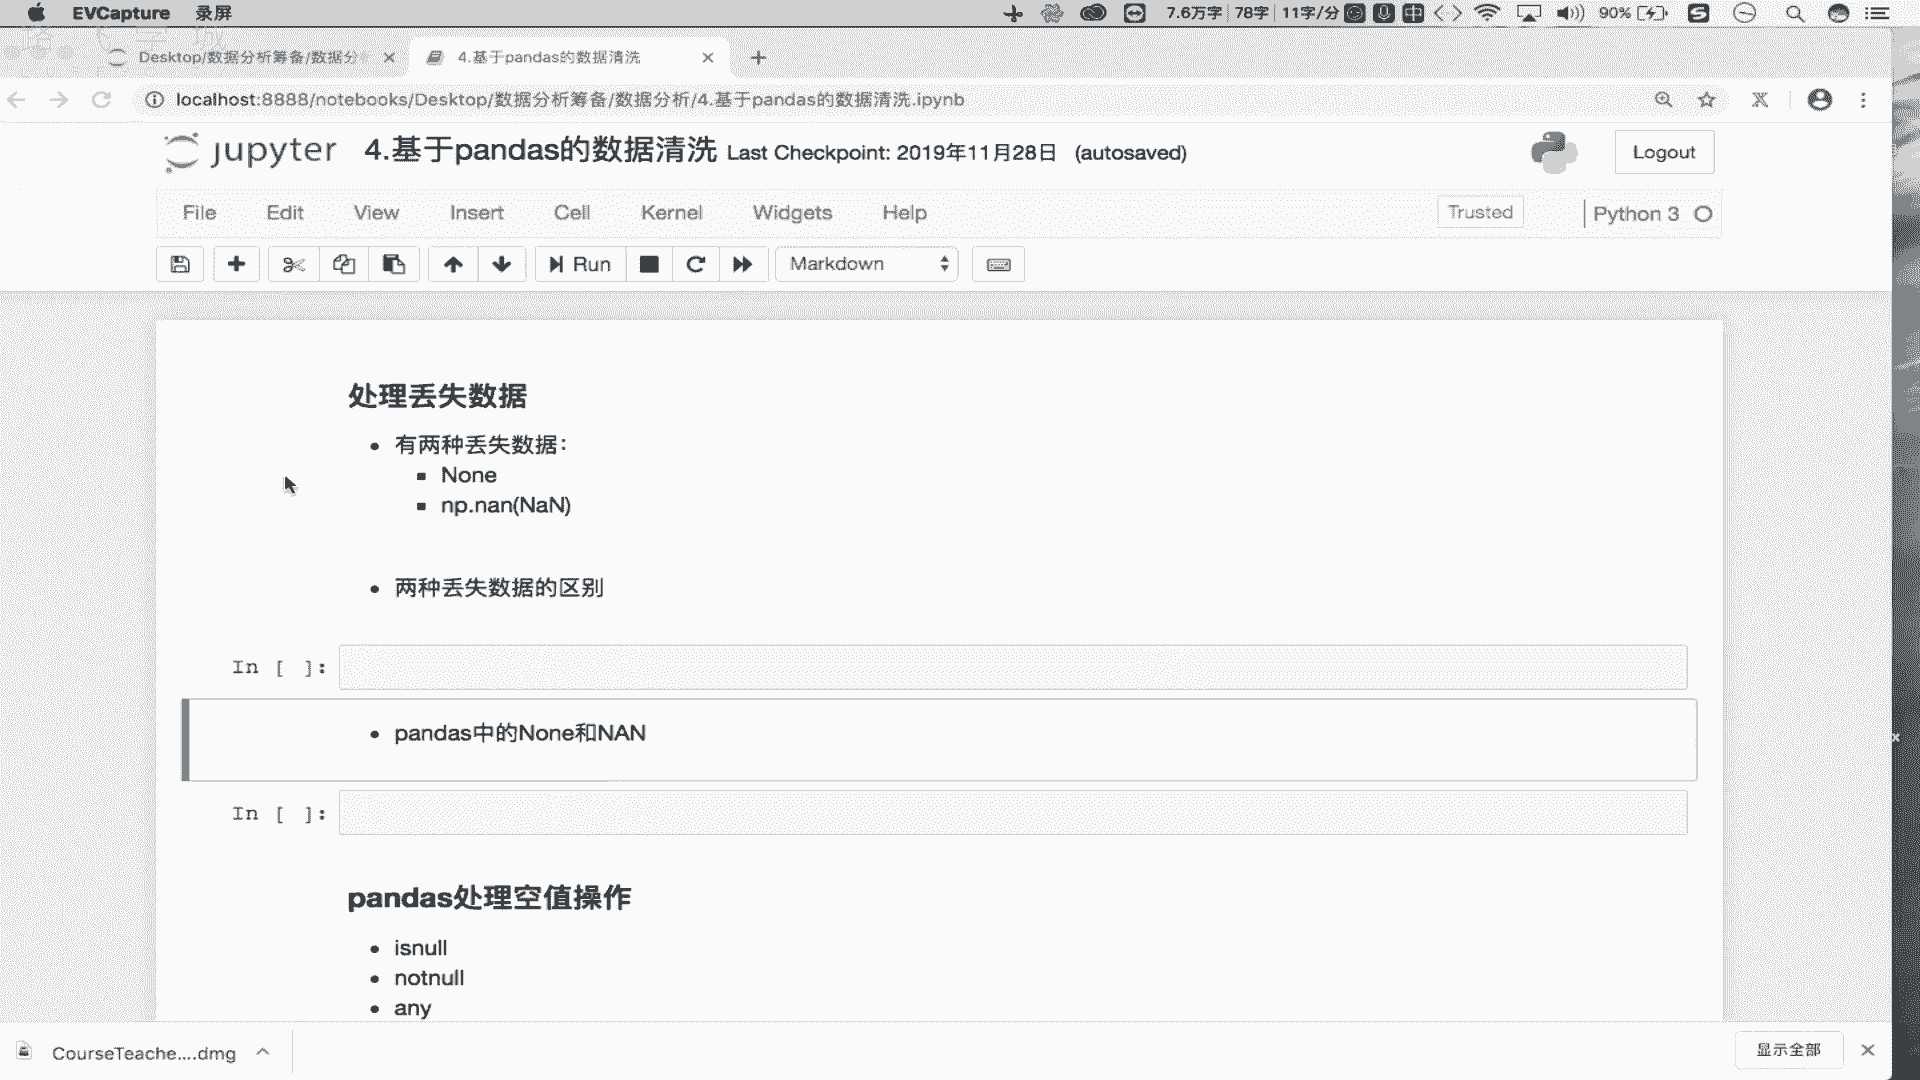 EVCapture 录屏 7.6万字 78字 11字/分 中 90%
Desktop/数据分析筹备/数据分 4.基于pandas的数据清洗
localhost:8888/notebooks/Desktop/数据分析筹备/数据分析/4.基于pandas的数据清洗.ipynb
jupyter 4.基于pandas的数据清洗 Last Checkpoint: 2019年11月28日 (autosaved) Logout
File Edit View Insert Cell Kernel Widgets Help Trusted Python 3
Run Markdown
处理丢失数据
有两种丢失数据：
None
np.nan(NaN)
两种丢失数据的区别
In [ ]:
pandas中的None和NAN
In [ ]:
pandas处理空值操作
isnull
notnull
any
CourseTeache....dmg 显示全部